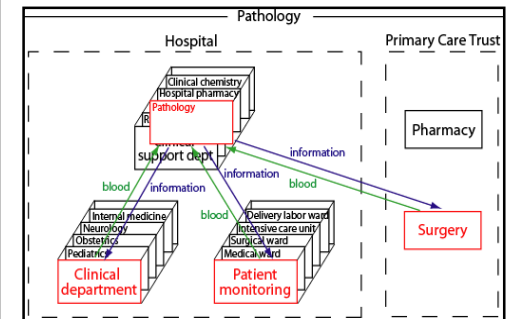 Pathology
Hospital
Primary Care Trust
Clinical chemistry
Hospital pharmacy
Pathology
R
support dept
Pharmacy
information
information
information
blood
blood
blood
Internal medicine
Neurology
Obstetrics
Pediatrics
Clinical
department
Delivery labor ward
Intensive care unit
Surgical ward
Medical ward
Patient
monitoring
Surgery